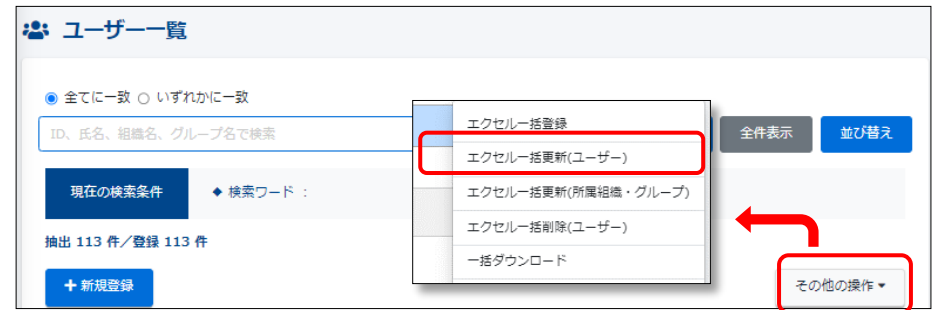 ユーザー一覧
全てに一致 いずれかに一致
ID、氏名、組織名、グループ名で検索
全件表示 並び替え
現在の検索条件 ◆ 検索ワード :
抽出 113 件／登録 113 件
+ 新規登録
エクセル一括登録
エクセル一括更新(ユーザー)
エクセル一括更新(所属組織・グループ)
エクセル一括削除(ユーザー)
一括ダウンロード
その他の操作